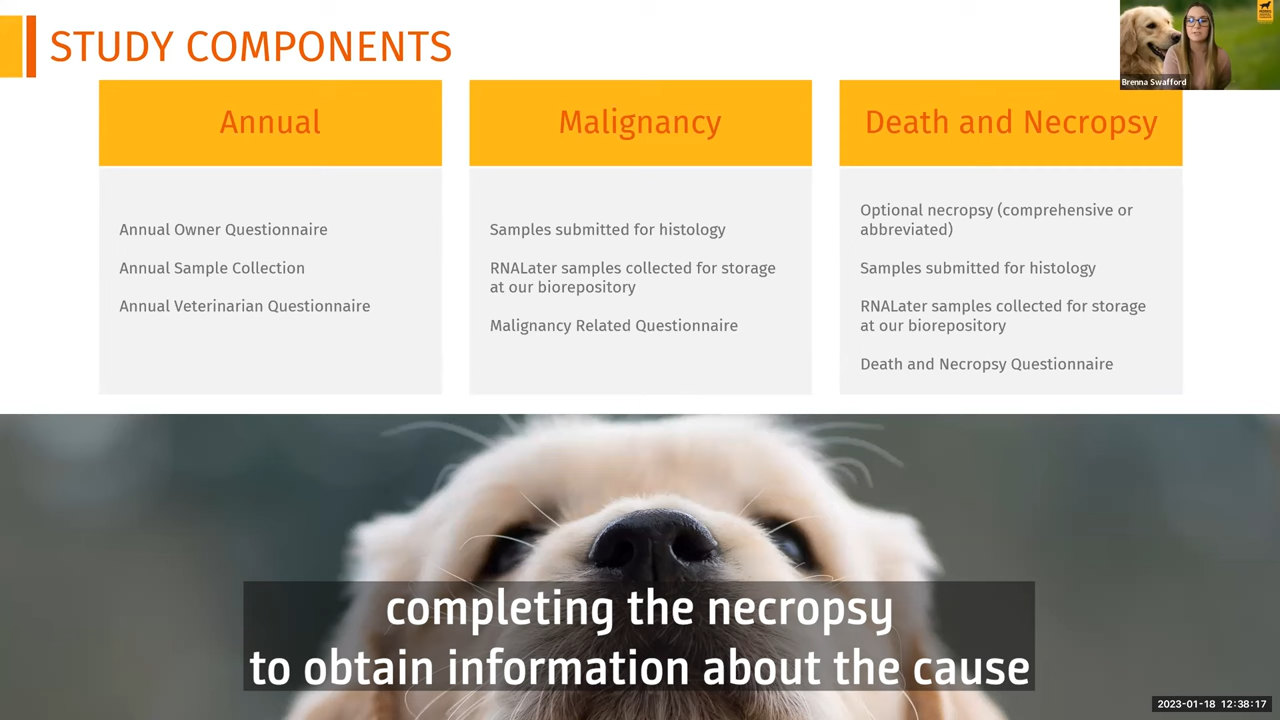 STUDY COMPONENTS
Brenna Swafford
Annual
Annual Owner Questionnaire
Annual Sample Collection
Annual Veterinarian Questionnaire
Malignancy
Samples submitted for histology
RNALater samples collected for storage
at our biorepository
Malignancy Related Questionnaire
Death and Necropsy
Optional necropsy (comprehensive or
abbreviated)
Samples submitted for histology
RNALater samples collected for storage
at our biorepository
Death and Necropsy Questionnaire
completing the necropsy
to obtain information about the cause
2023-01-18 12:38:17